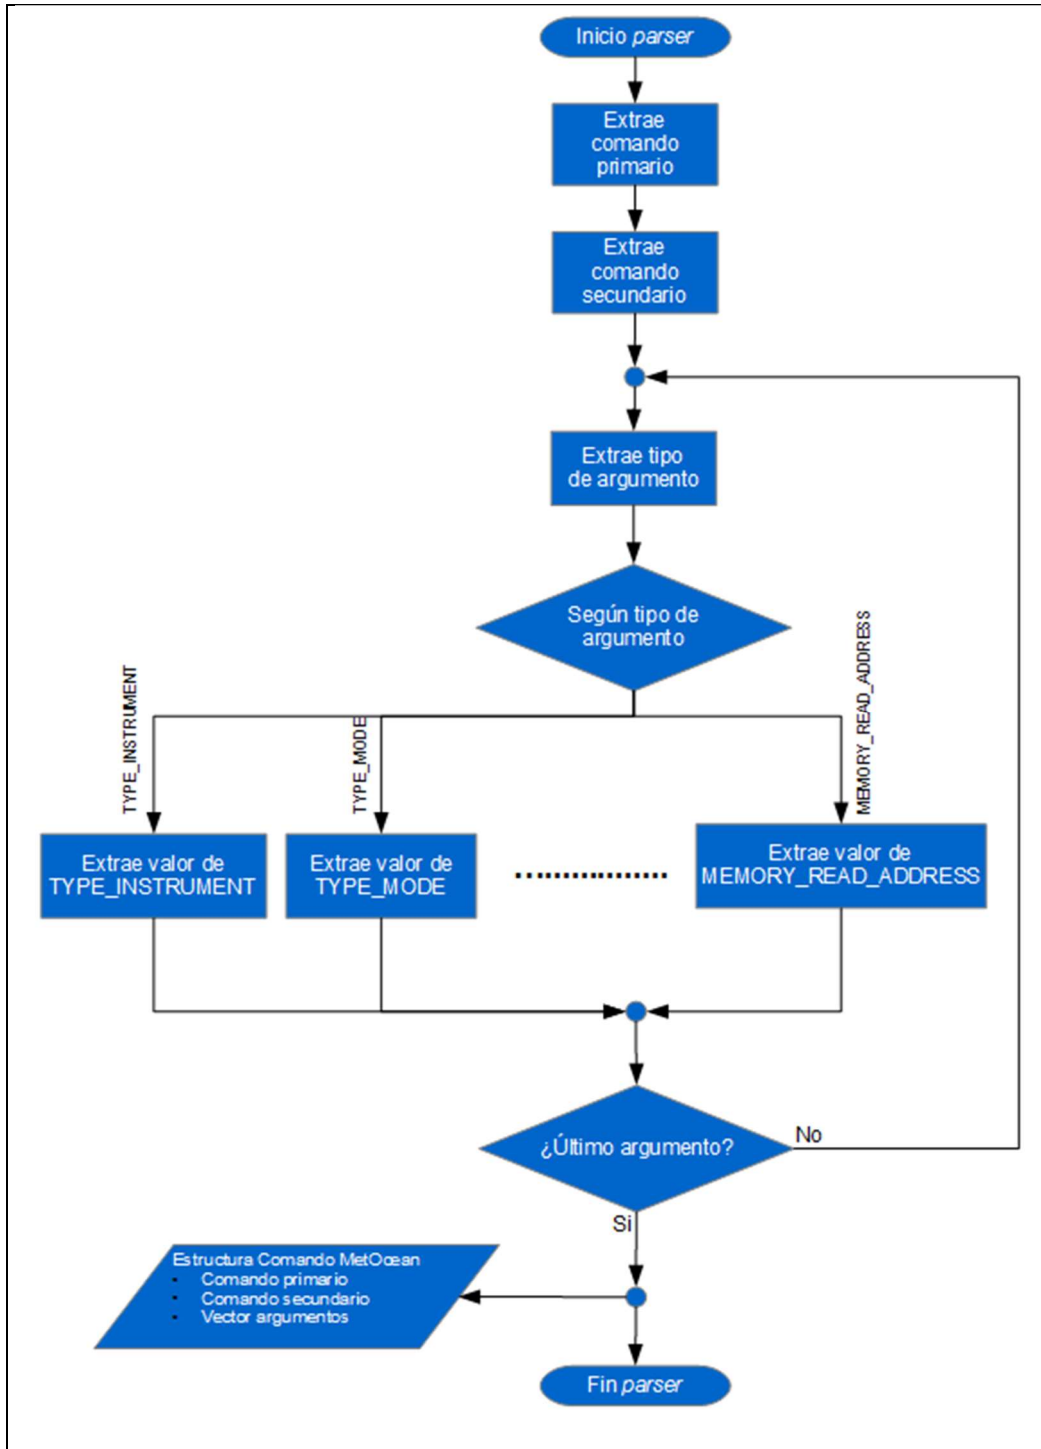 Inicio parser
Extrae
comando
primario
Extrae
comando
secundario
Extrae tipo
de argumento
Según tipo de
argumento
TYPE_INSTRUMENT
TYPE_MODE
MEMORY_READ_ADDRESS
Extrae valor de
TYPE_INSTRUMENT
Extrae valor de
TYPE_MODE
.................
Extrae valor de
MEMORY_READ_ADDRESS
¿Último argumento?
No
Si
Estructura Comando MetOcean
▪ Comando primario
▪ Comando secundario
▪ Vector argumentos
Fin parser